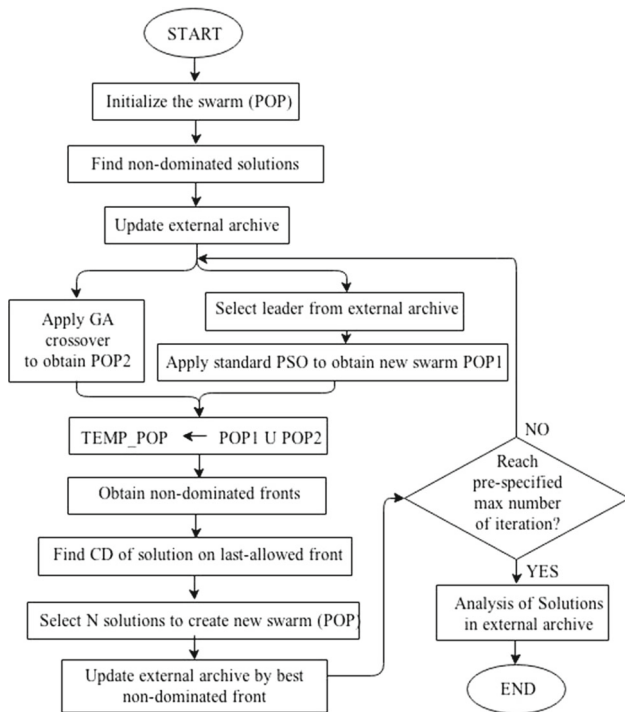 START
Initialize the swarm (POP)
Find non-dominated solutions
Update external archive
Apply GA
crossover
to obtain POP2
Select leader from external archive
Apply standard PSO to obtain new swarm POP1
TEMP_POP ← POP1 U POP2
Obtain non-dominated fronts
Find CD of solution on last-allowed front
Select N solutions to create new swarm (POP)
Update external archive by best
non-dominated front
NO
Reach
pre-specified
max number
of iteration?
YES
Analysis of Solutions
in external archive
END